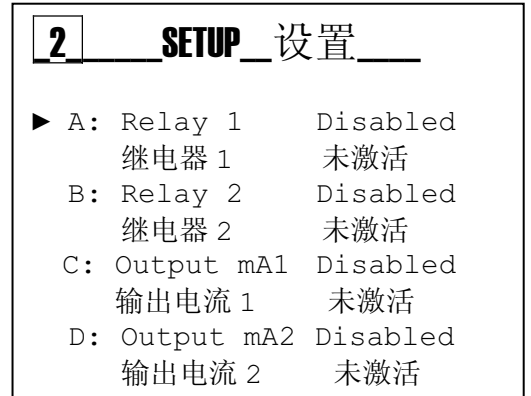 2 SETUP 设置
► A: Relay 1 Disabled
继电器 1 未激活
B: Relay 2 Disabled
继电器 2 未激活
C: Output mA1 Disabled
输出电流 1 未激活
D: Output mA2 Disabled
输出电流 2 未激活